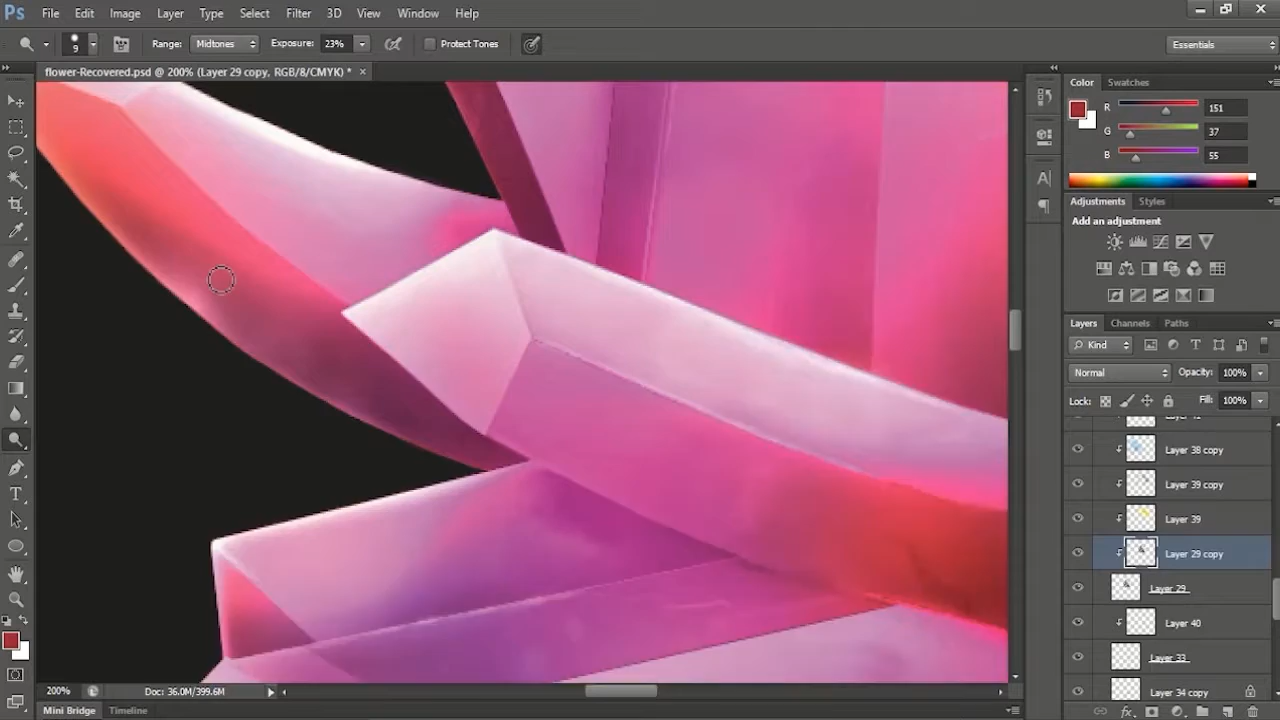 Ps File Edit Image Layer Type Select Filter 3D View Window Help
9 Range: Midtones Exposure: 23% Protect Tones Essentials
flower-Recovered.psd @ 200% (Layer 29 copy, RGB/8/CMYK) * ×
Color Swatches
R 151
G 37
B 55
Adjustments Styles
Add an adjustment
Layers Channels Paths
Kind
Normal Opacity: 100%
Lock: Fill: 100%
Layer 38 copy
Layer 39 copy
Layer 39
Layer 29 copy
Layer 29
Layer 40
Layer 33
Layer 34 copy
200% Doc: 36.0M/399.6M
Mini Bridge Timeline